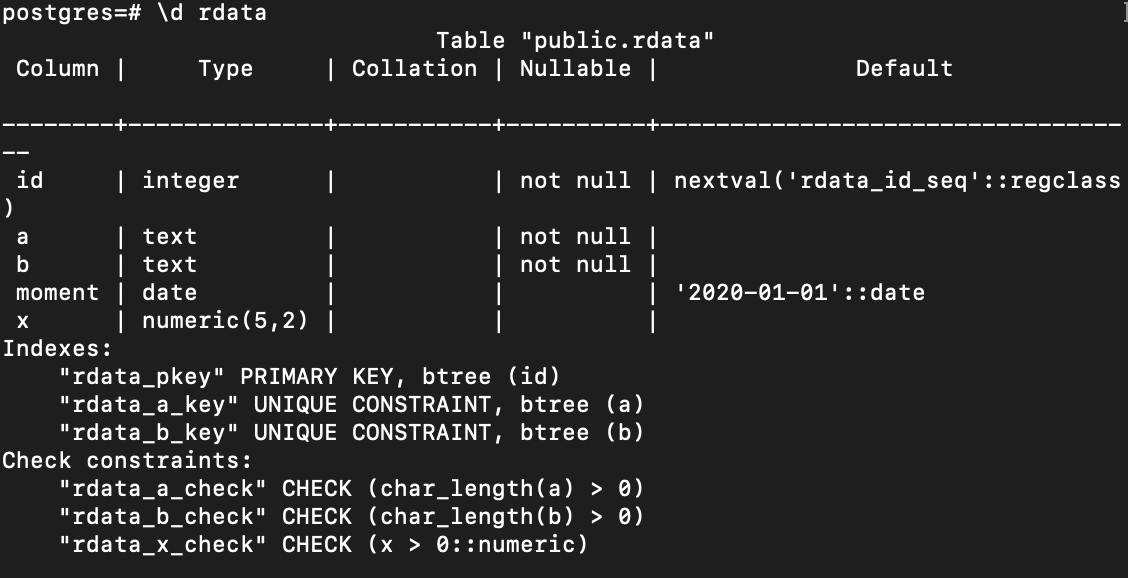 postgres=# \d rdata
                               Table "public.rdata"
 Column |     Type      | Collation | Nullable |              Default              
--------+--------------+-----------+----------+---------------------------------
--
 id     | integer      |           | not null | nextval('rdata_id_seq'::regclass
)
 a      | text         |           | not null | 
 b      | text         |           | not null | 
 moment | date         |           |          | '2020-01-01'::date
 x      | numeric(5,2) |           |          | 
Indexes:
    "rdata_pkey" PRIMARY KEY, btree (id)
    "rdata_a_key" UNIQUE CONSTRAINT, btree (a)
    "rdata_b_key" UNIQUE CONSTRAINT, btree (b)
Check constraints:
    "rdata_a_check" CHECK (char_length(a) > 0)
    "rdata_b_check" CHECK (char_length(b) > 0)
    "rdata_x_check" CHECK (x > 0::numeric)